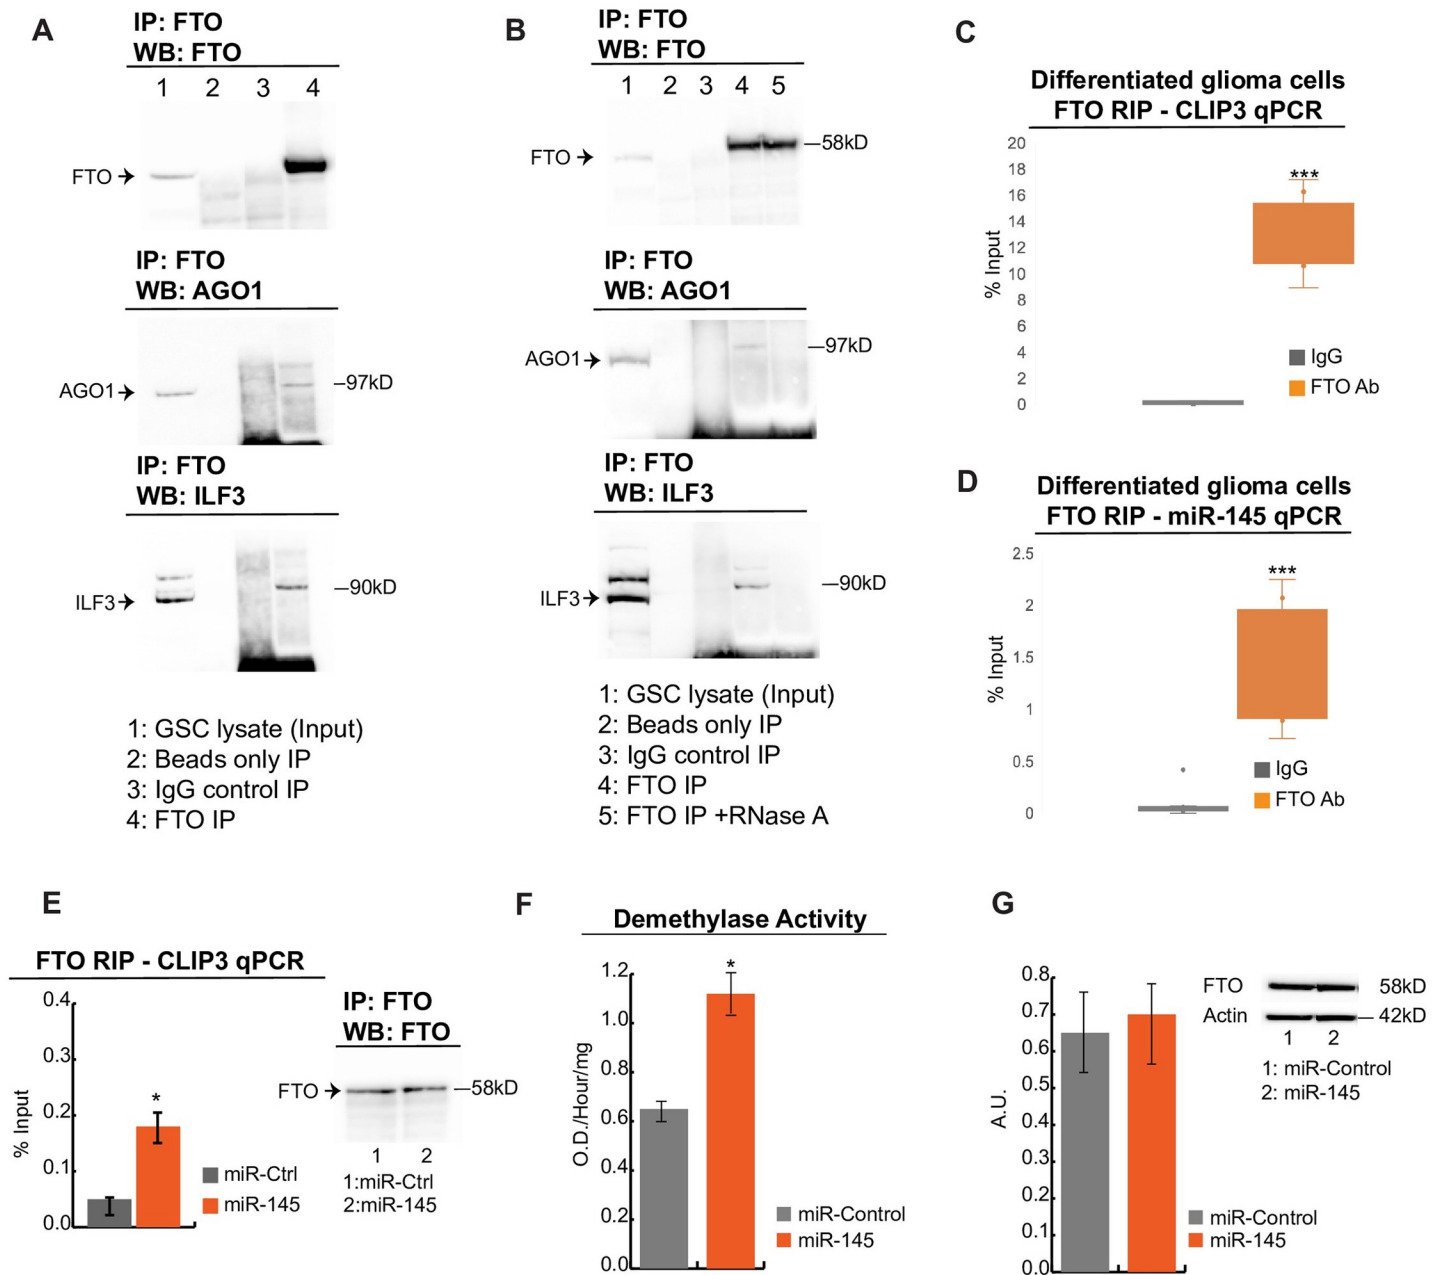 A
IP: FTO
WB: FTO
1 2 3 4
FTO
IP: FTO
WB: AGO1
AGO1
97kD
IP: FTO
WB: ILF3
ILF3
90kD
1: GSC lysate (Input)
2: Beads only IP
3: IgG control IP
4: FTO IP
B
IP: FTO
WB: FTO
1 2 3 4 5
FTO
58kD
IP: FTO
WB: AGO1
AGO1
97kD
IP: FTO
WB: ILF3
ILF3
90kD
1: GSC lysate (Input)
2: Beads only IP
3: IgG control IP
4: FTO IP
5: FTO IP +RNase A
C
Differentiated glioma cells
FTO RIP - CLIP3 qPCR
% Input
20
18
16
14
12
10
8
6
4
2
0
***
IgG
FTO Ab
D
Differentiated glioma cells
FTO RIP - miR-145 qPCR
% Input
2.5
2
1.5
1
0.5
0
***
IgG
FTO Ab
E
FTO RIP - CLIP3 qPCR
% Input
0.4
0.3
0.2
0.1
0.0
*
miR-Ctrl
miR-145
IP: FTO
WB: FTO
FTO
58kD
1 2
1:miR-Ctrl
2:miR-145
F
Demethylase Activity
O.D./Hour/mg
1.2
1.0
0.8
0.6
0.4
0.2
0.0
*
miR-Control
miR-145
G
A.U.
0.8
0.7
0.6
0.5
0.4
0.3
0.2
0.1
0.0
FTO 58kD
Actin 42kD
1 2
1: miR-Control
2: miR-145
miR-Control
miR-145